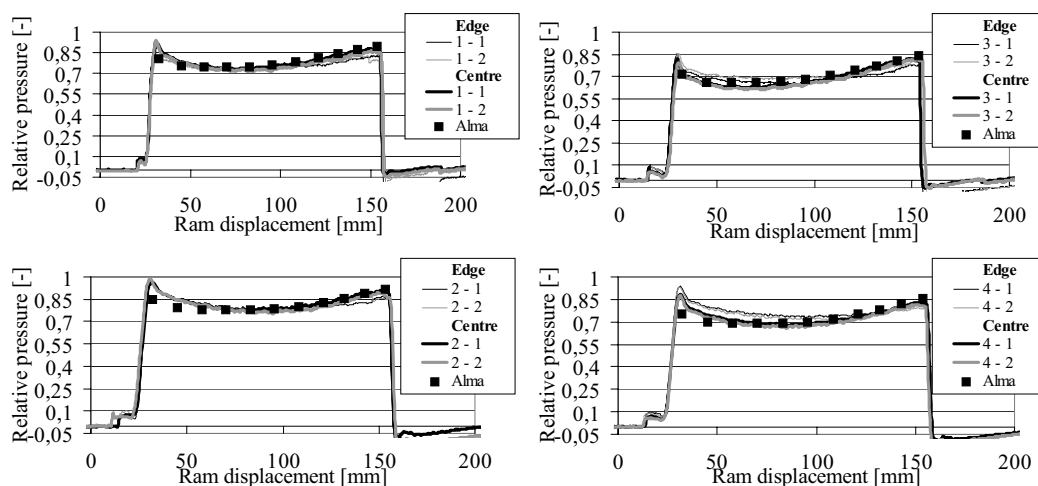 Relative pressure [-]
1
0,85
0,7
0,55
0,4
0,25
0,1
-0,05
0
50
100
150
200
Ram displacement [mm]
Edge
1 - 1
1 - 2
Centre
1 - 1
1 - 2
Alma
Relative pressure [-]
1
0,85
0,7
0,55
0,4
0,25
0,1
-0,05
0
50
100
150
200
Ram displacement [mm]
Edge
3 - 1
3 - 2
Centre
3 - 1
3 - 2
Alma
Relative pressure [-]
1
0,85
0,7
0,55
0,4
0,25
0,1
-0,05
0
50
100
150
200
Ram displacement [mm]
Edge
2 - 1
2 - 2
Centre
2 - 1
2 - 2
Alma
Relative pressure [-]
1
0,85
0,7
0,55
0,4
0,25
0,1
-0,05
0
50
100
150
200
Ram displacement [mm]
Edge
4 - 1
4 - 2
Centre
4 - 1
4 - 2
Alma